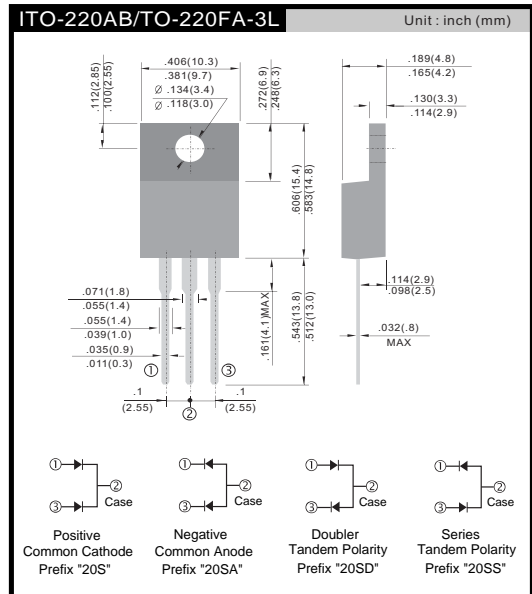 ITO-220AB/TO-220FA-3L
Unit : inch (mm)
.112(2.85)
.100(2.55)
.406(10.3)
.381(9.7)
Ø .134(3.4)
Ø .118(3.0)
.272(6.9)
.248(6.3)
.189(4.8)
.165(4.2)
.130(3.3)
.114(2.9)
.606(15.4)
.583(14.8)
.071(1.8)
.055(1.4)
.055(1.4)
.039(1.0)
.035(0.9)
.011(0.3)
.161(4.1)MAX
.543(13.8)
.512(13.0)
.114(2.9)
.098(2.5)
.032(.8)
MAX
① ③
.1
(2.55)
②
.1
(2.55)
①
②
Case
③
Positive
Common Cathode
Prefix "20S"
①
②
Case
③
Negative
Common Anode
Prefix "20SA"
①
②
Case
③
Doubler
Tandem Polarity
Prefix "20SD"
①
②
Case
③
Series
Tandem Polarity
Prefix "20SS"